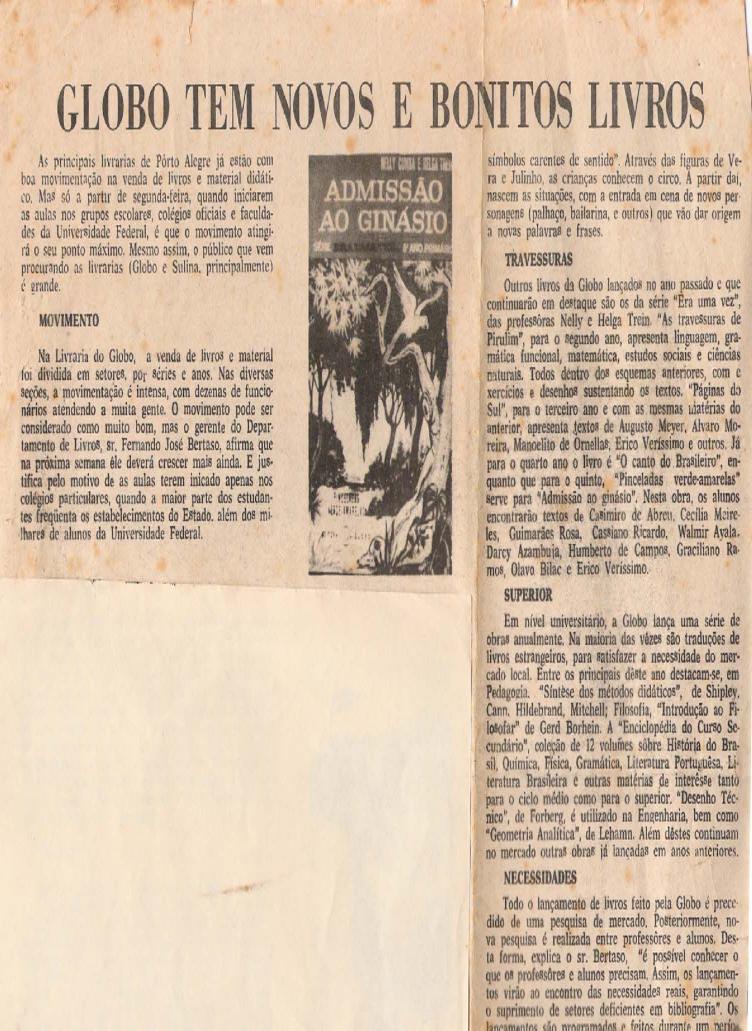 GLOBO TEM NOVOS E BONITOS LIVROS
As principais livrarias de Pôrto Alegre já estão com
boa movimentação na venda de livros e material didáti-
co. Mas só a partir de segunda-feira, quando iniciarem
as aulas nos grupos escolares, colégios oficiais e faculda-
des da Universidade Federal, é que o movimento atingi-
rá o seu ponto máximo. Mesmo assim, o público que vem
procurando as livrarias (Globo e Sulina, principalmente)
é grande.
MOVIMENTO
Na Livraria do Globo, a venda de livros e material
foi dividida em setores, por séries e anos. Nas diversas
seções, a movimentação é intensa, com dezenas de funcio-
nários atendendo a muita gente. O movimento pode ser
considerado como muito bom, mas o gerente do Depar-
tamento de Livros, sr. Fernando José Bertaso, afirma que
na próxima semana êle deverá crescer mais ainda. E jus-
tifica pelo motivo de as aulas terem inicado apenas nos
colégios particulares, quando a maior parte dos estudan-
tes freqüenta os estabelecimentos do Estado, além dos mi-
lhares de alunos da Universidade Federal.
NELLY CUNHA E HELGA TREIN
ADMISSÃO
AO GINÁSIO
SÉRIE
símbolos carentes de sentido". Através das figuras de Ve-
ra e Julinho, as crianças conhecem o circo. A partir daí,
nascem as situações, com a entrada em cena de novos per-
sonagens (palhaço, bailarina, e outros) que vão dar origem
a novas palavras e frases.
TRAVESSURAS
Outros livros da Globo lançados no ano passado e que
continuarão em destaque são os da série "Era uma vez",
das professôras Nelly e Helga Trein. "As travessuras de
Pirulim", para o segundo ano, apresenta linguagem, gra-
mática funcional, matemática, estudos sociais e ciências
naturais. Todos dentro dos esquemas anteriores, com e
xercícios e desenhos sustentando os textos. "Páginas do
Sul", para o terceiro ano e com as mesmas matérias do
anterior, apresenta textos de Augusto Meyer, Alvaro Mo-
reira, Manoelito de Ornellas, Erico Veríssimo e outros. Já
para o quarto ano o livro é "O canto do Brasileiro", en-
quanto que para o quinto, "Pinceladas verde-amarelas"
serve para "Admissão ao ginásio". Nesta obra, os alunos
encontrarão textos de Casimiro de Abreu, Cecília Meire-
les, Guimarães Rosa, Cassiano Ricardo, Walmir Ayala,
Darcy Azambuja, Humberto de Campos, Graciliano Ra-
mos, Olavo Bilac e Erico Veríssimo.
SUPERIOR
Em nível universitário, a Globo lança uma série de
obras anualmente. Na maioria das vêzes são traduções de
livros estrangeiros, para satisfazer a necessidade do mer-
cado local. Entre os principais dêste ano destacam-se, em
Pedagogia. "Síntese dos métodos didáticos", de Shipley,
Cann, Hildebrand, Mitchell; Filosofia, "Introdução ao Fi-
losofar" de Gerd Borhein. A "Enciclopédia do Curso Se-
cundário", coleção de 12 volumes sôbre História do Bra-
sil, Química, Física, Gramática, Literatura Portuguêsa, Li-
teratura Brasileira e outras matérias de interêsse tanto
para o ciclo médio como para o superior. "Desenho Téc-
nico", de Forberg, é utilizado na Engenharia, bem como
"Geometria Analítica", de Lehamn. Além dêstes continuam
no mercado outras obras já lançadas em anos anteriores.
NECESSIDADES
Todo o lançamento de livros feito pela Globo é prece-
dido de uma pesquisa de mercado. Posteriormente, no-
va pesquisa é realizada entre professôres e alunos. Des-
ta forma, explica o sr. Bertaso, "é possível conhecer o
que os professôres e alunos precisam. Assim, os lançamen-
tos virão ao encontro das necessidades reais, garantindo
o suprimento de setores deficientes em bibliografia". Os
lançamentos são programados e feitos durante um perío